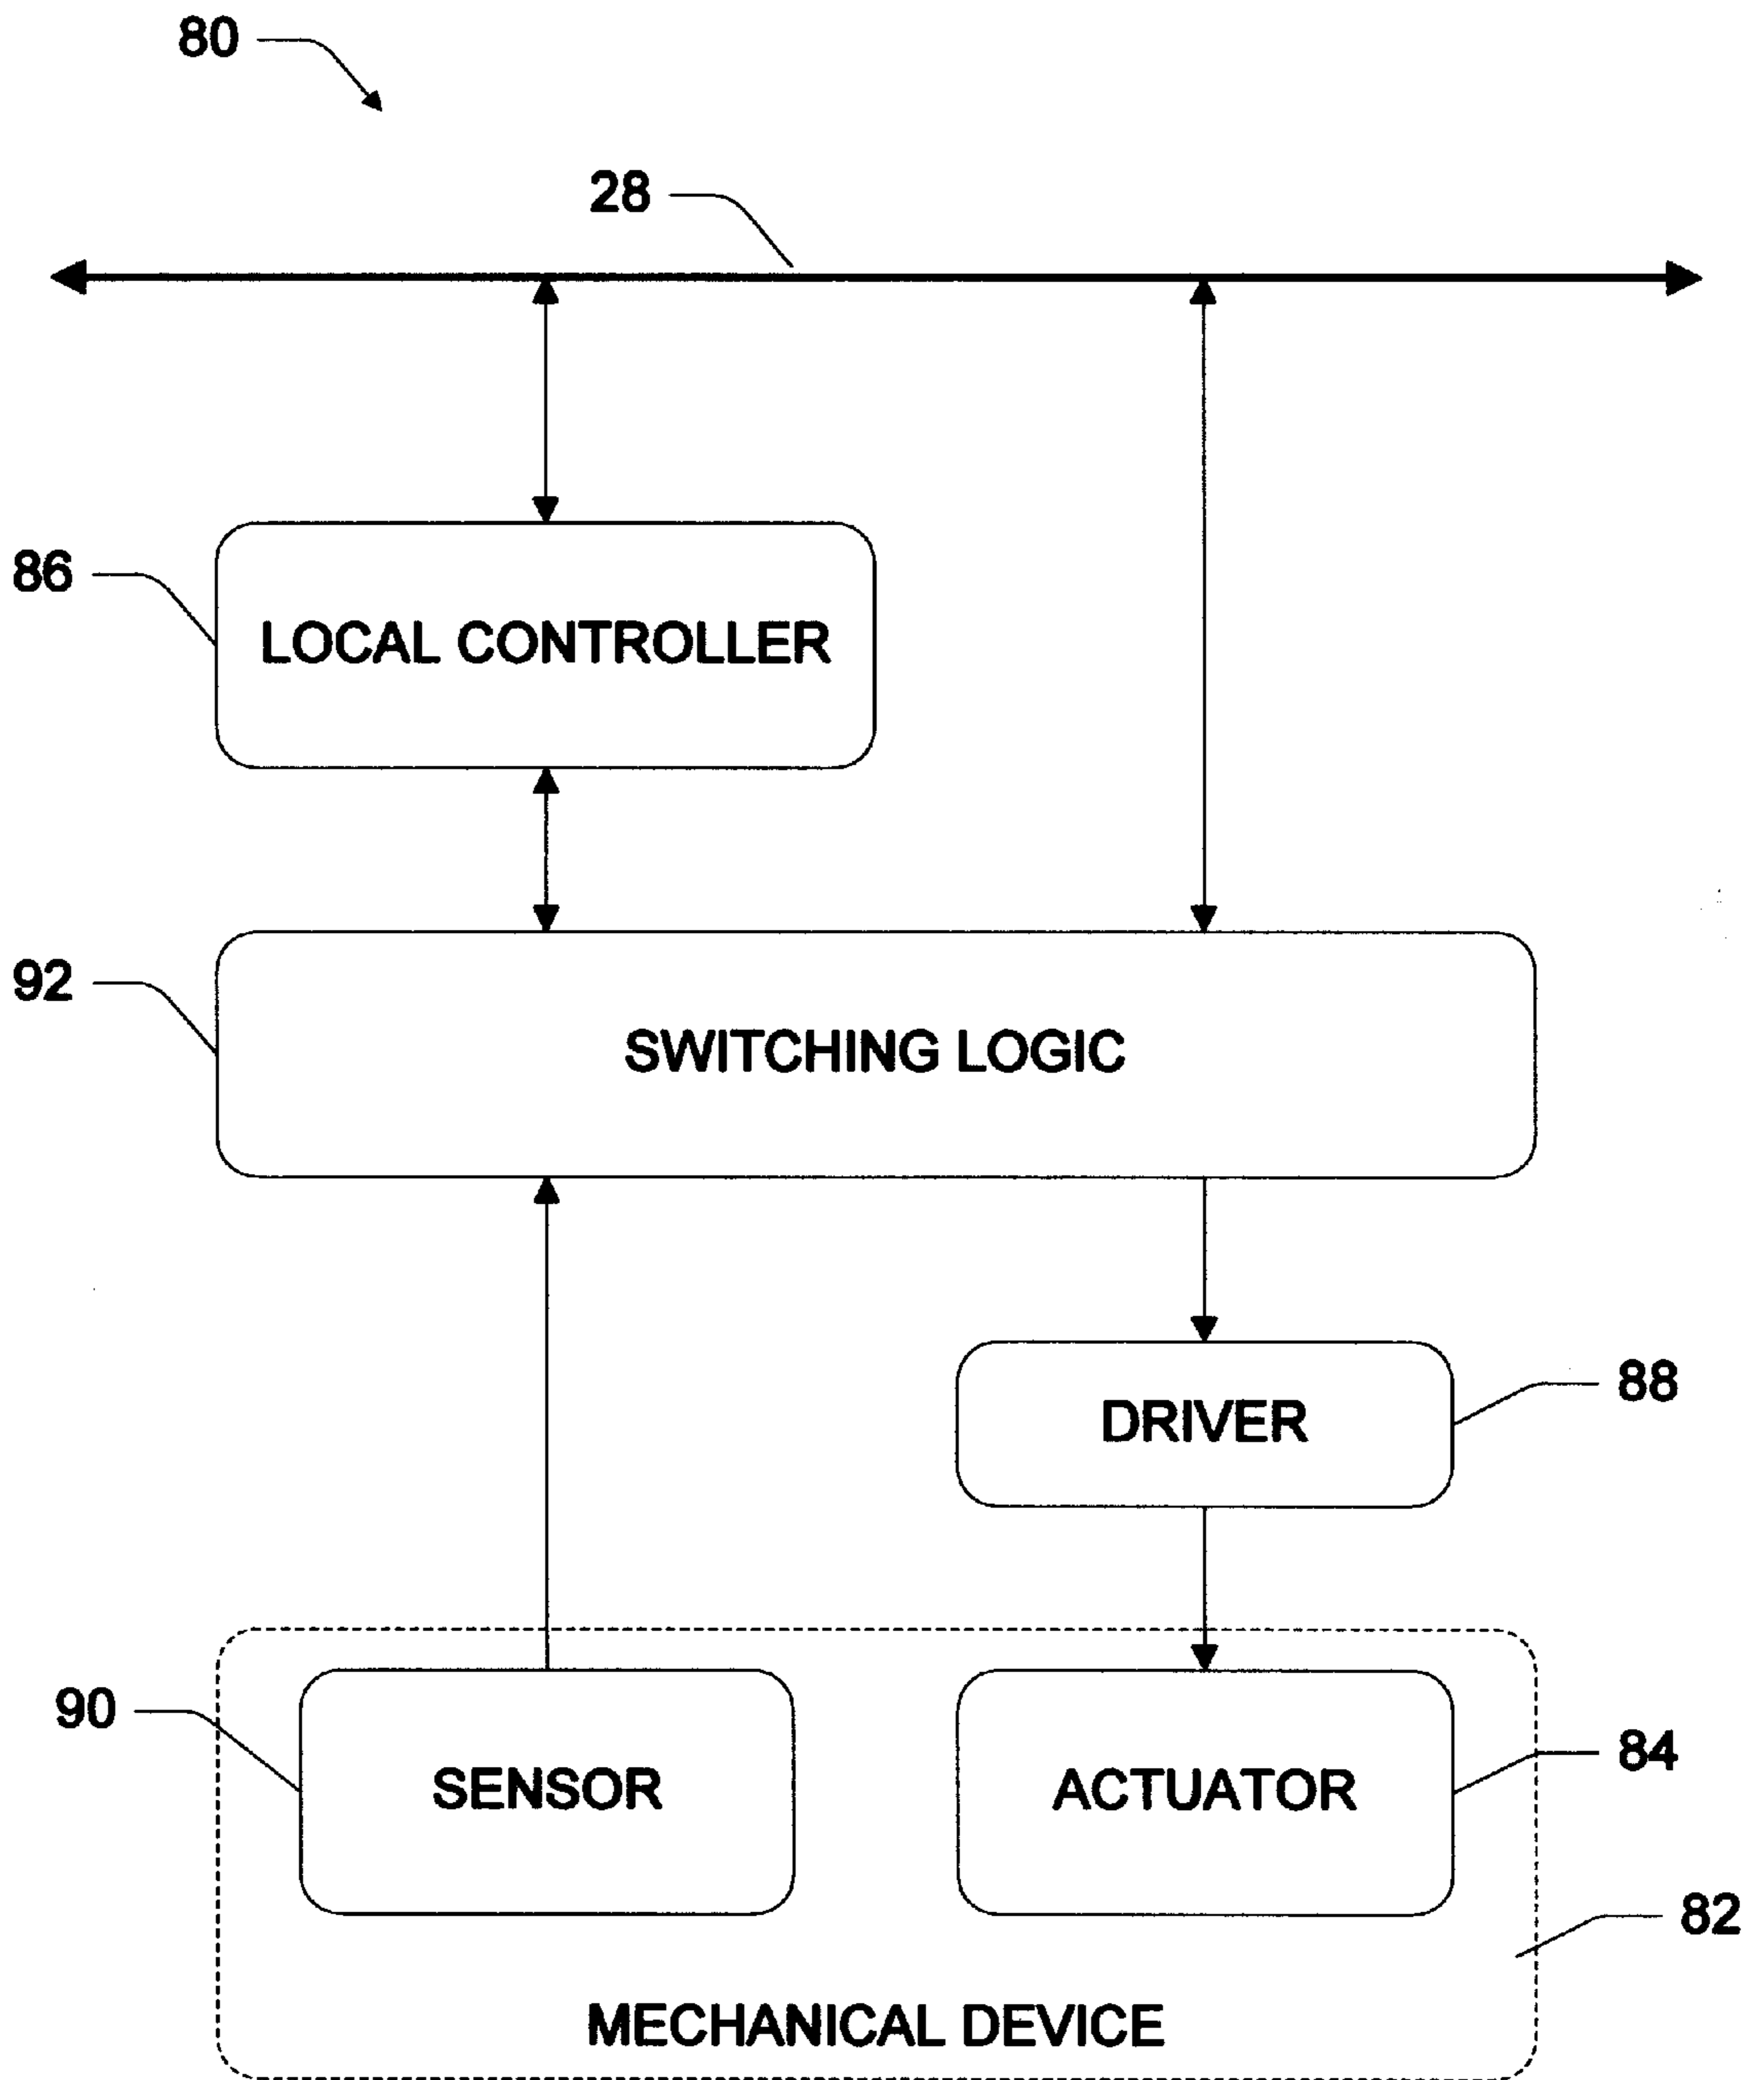 80
28
86
LOCAL CONTROLLER
92
SWITCHING LOGIC
88
DRIVER
90
SENSOR
84
ACTUATOR
82
MECHANICAL DEVICE